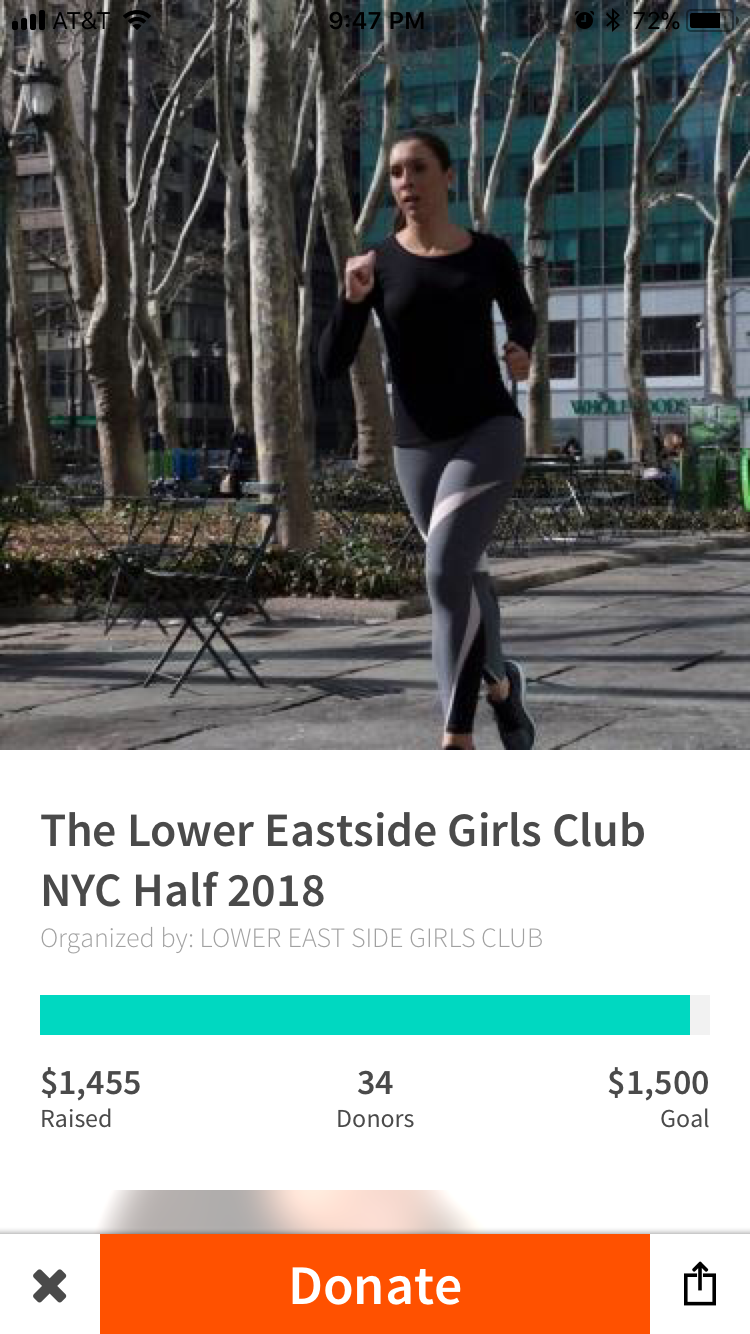 AT&T 9:47 PM 72%
WHOLE FOODS
The Lower Eastside Girls Club
NYC Half 2018
Organized by: LOWER EAST SIDE GIRLS CLUB
$1,455 34 $1,500
Raised Donors Goal
Donate